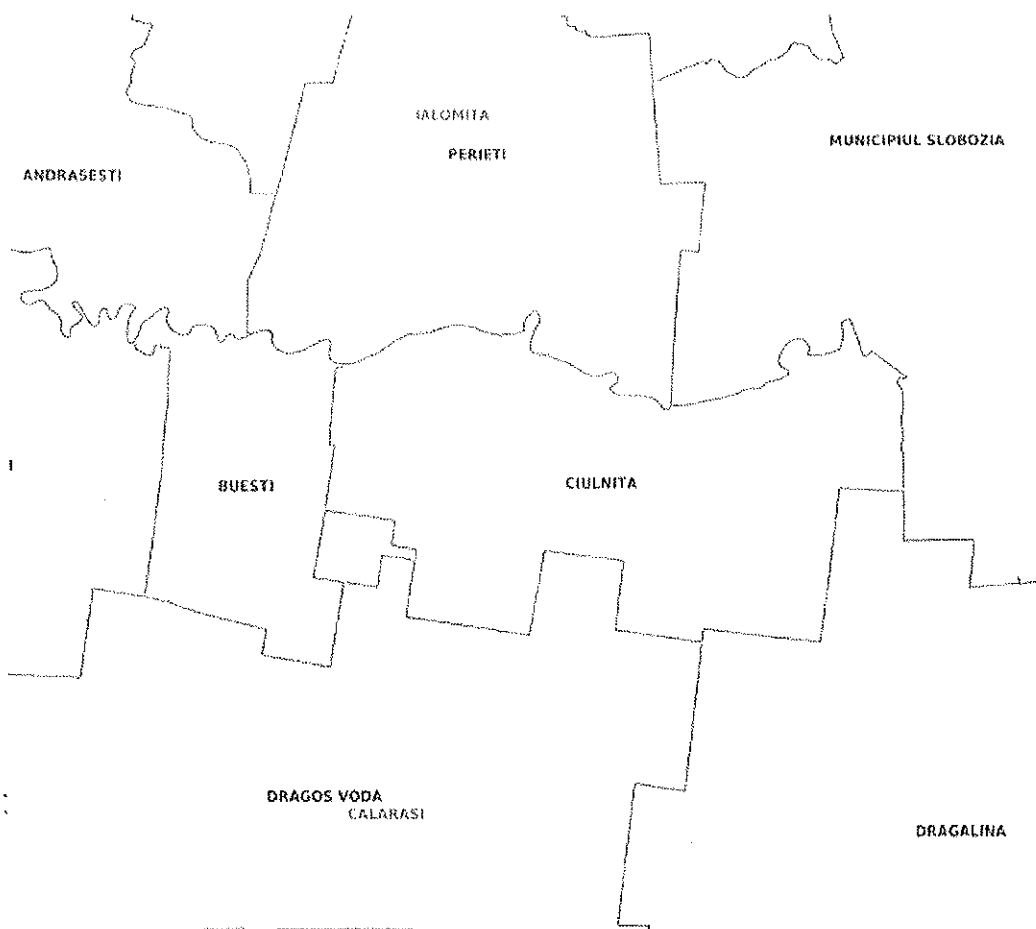 IALOMITA
PERIETI
MUNICIPIUL SLOBOZIA
ANDRASESTI
BUESTI
CIULNITA
DRAGOS VODA
CALARASI
DRAGALINA